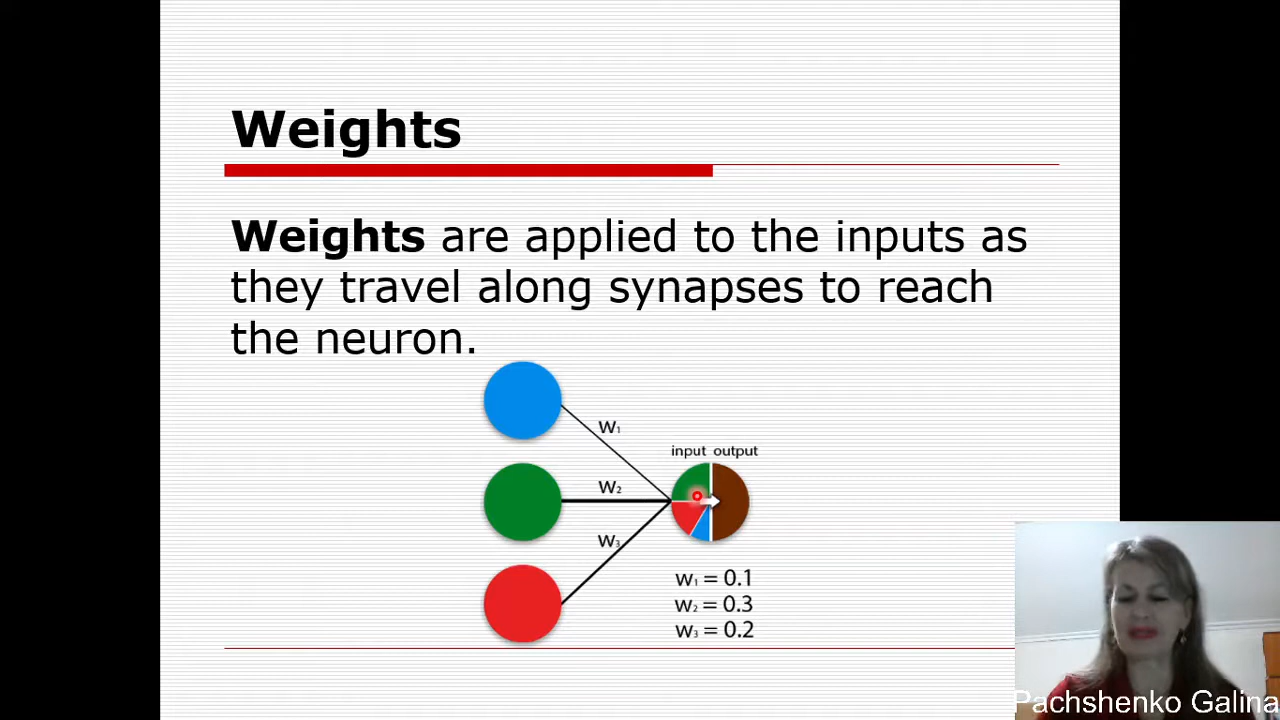 Weights
Weights are applied to the inputs as
they travel along synapses to reach
the neuron.
w₁
input output
w₂
w₃
w₁ = 0.1
w₂ = 0.3
w₃ = 0.2
Pachshenko Galina